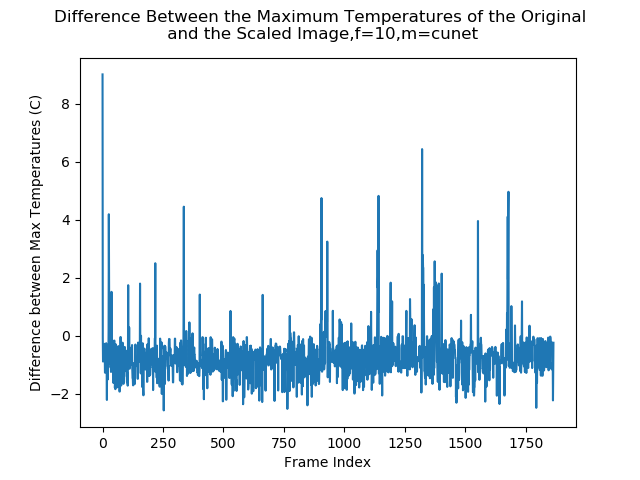 Difference Between the Maximum Temperatures of the Original
and the Scaled Image,f=10,m=cunet
Difference between Max Temperatures (C)
8
6
4
2
0
−2
0 250 500 750 1000 1250 1500 1750
Frame Index